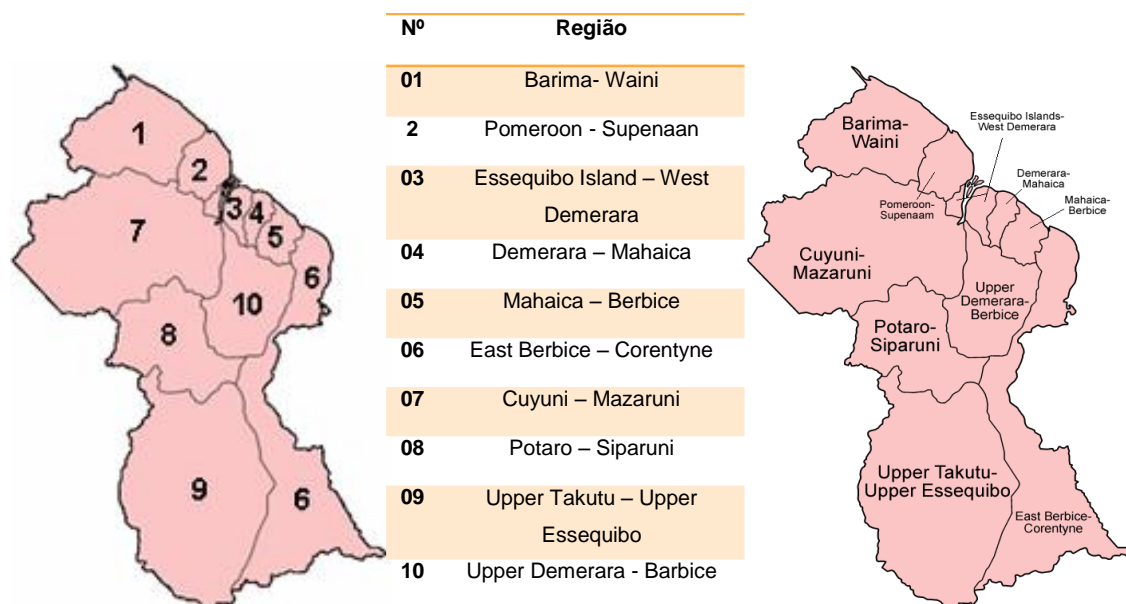 1
2
3
4
5
6
7
10
8
9
6
Nº Região
01 Barima- Waini
2 Pomeroon - Supenaan
03 Essequibo Island – West
Demerara
04 Demerara – Mahaica
05 Mahaica – Berbice
06 East Berbice – Corentyne
07 Cuyuni – Mazaruni
08 Potaro – Siparuni
09 Upper Takutu – Upper
Essequibo
10 Upper Demerara - Barbice
Essequibo Islands-
West Demerara
Barima-
Waini
Demerara-
Mahaica
Mahaica-
Berbice
Pomeroon-
Supenaam
Cuyuni-
Mazaruni
Upper
Demerara-
Berbice
Potaro-
Siparuni
Upper Takutu-
Upper Essequibo
East Berbice-
Corentyne